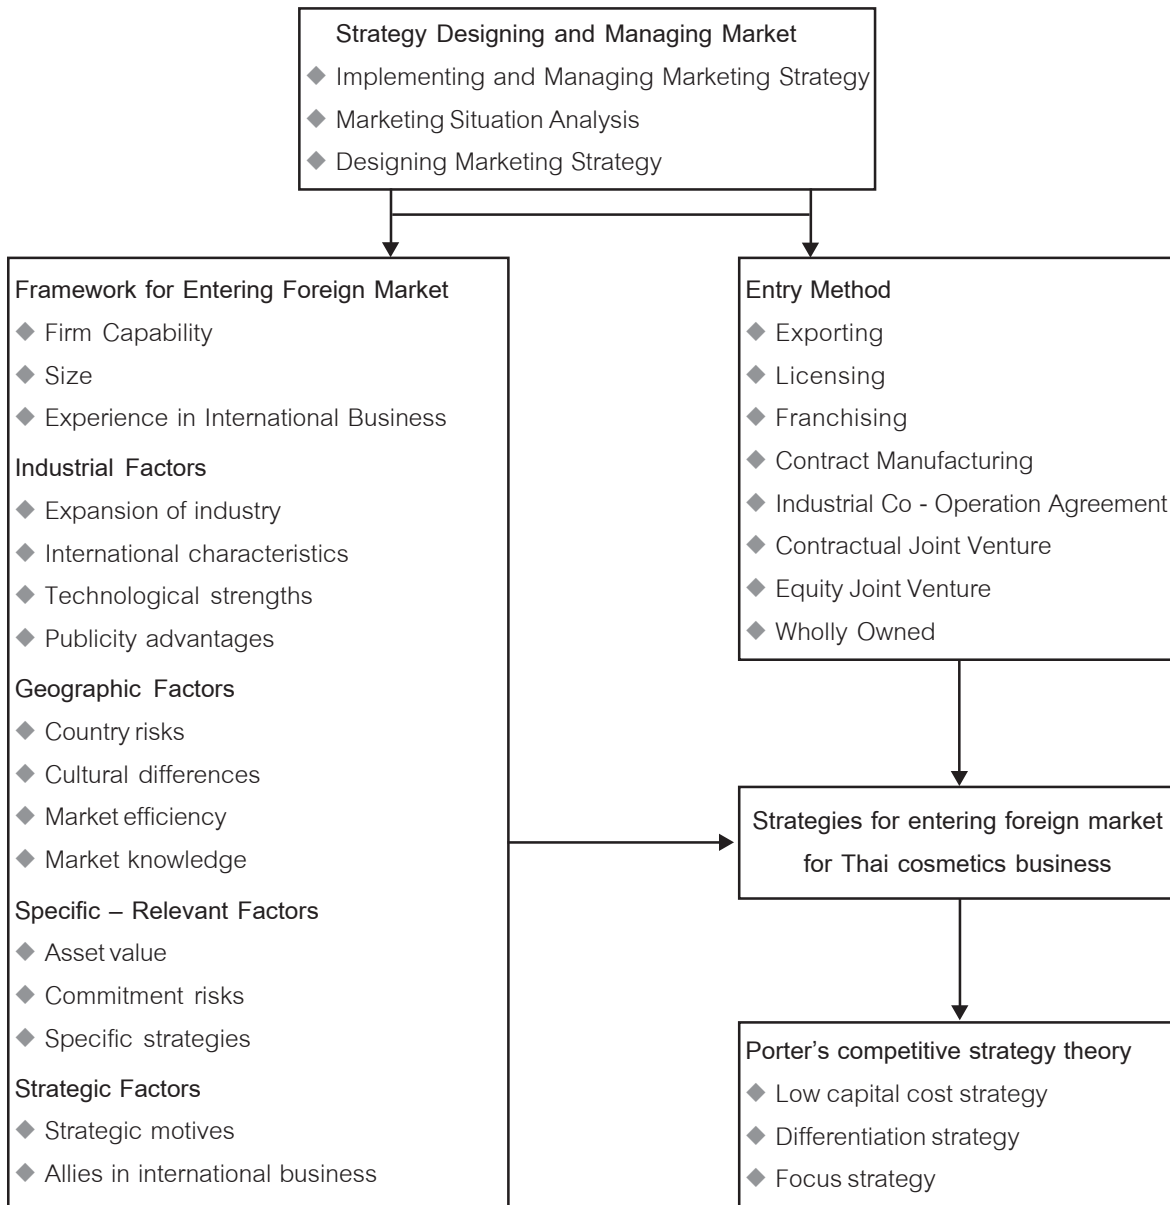 Strategy Designing and Managing Market
Implementing and Managing Marketing Strategy
Marketing Situation Analysis
Designing Marketing Strategy
Framework for Entering Foreign Market
Firm Capability
Size
Experience in International Business
Industrial Factors
Expansion of industry
International characteristics
Technological strengths
Publicity advantages
Geographic Factors
Country risks
Cultural differences
Market efficiency
Market knowledge
Specific – Relevant Factors
Asset value
Commitment risks
Specific strategies
Strategic Factors
Strategic motives
Allies in international business
Entry Method
Exporting
Licensing
Franchising
Contract Manufacturing
Industrial Co - Operation Agreement
Contractual Joint Venture
Equity Joint Venture
Wholly Owned
Strategies for entering foreign market
for Thai cosmetics business
Porter's competitive strategy theory
Low capital cost strategy
Differentiation strategy
Focus strategy